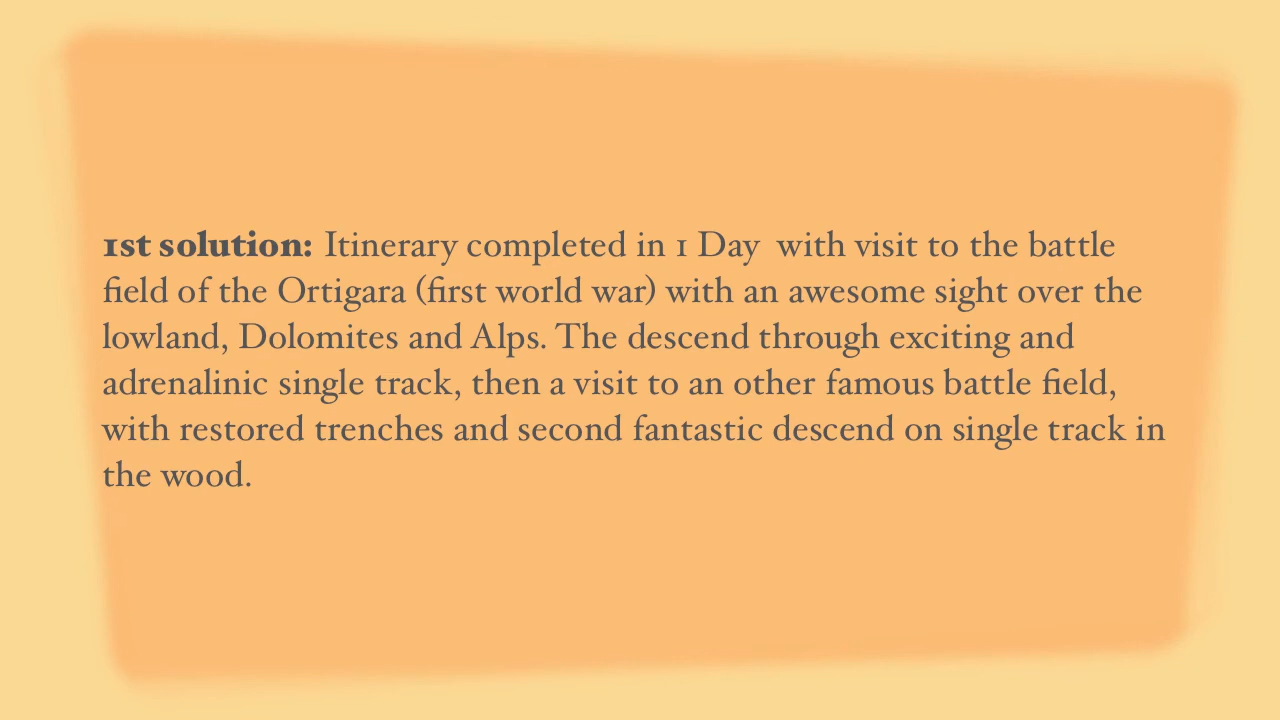 1st solution: Itinerary completed in 1 Day  with visit to the battle
field of the Ortigara (first world war) with an awesome sight over the
lowland, Dolomites and Alps. The descend through exciting and
adrenalinic single track, then a visit to an other famous battle field,
with restored trenches and second fantastic descend on single track in
the wood.